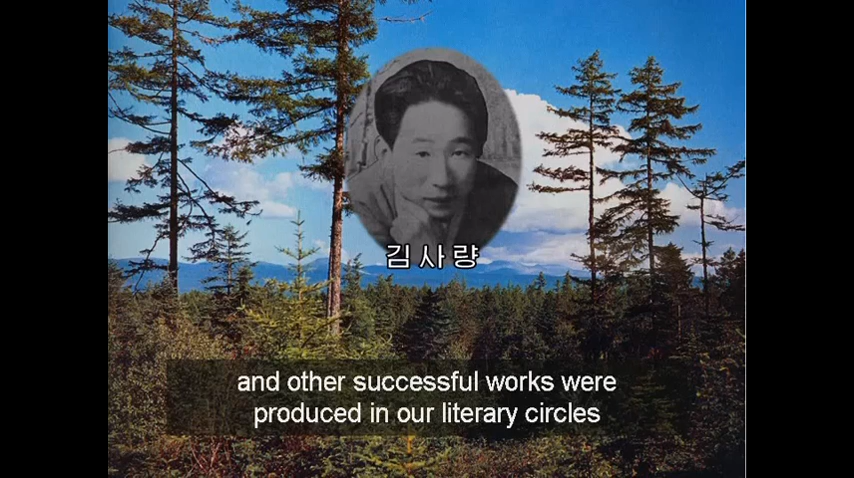 김사량
and other successful works were
produced in our literary circles